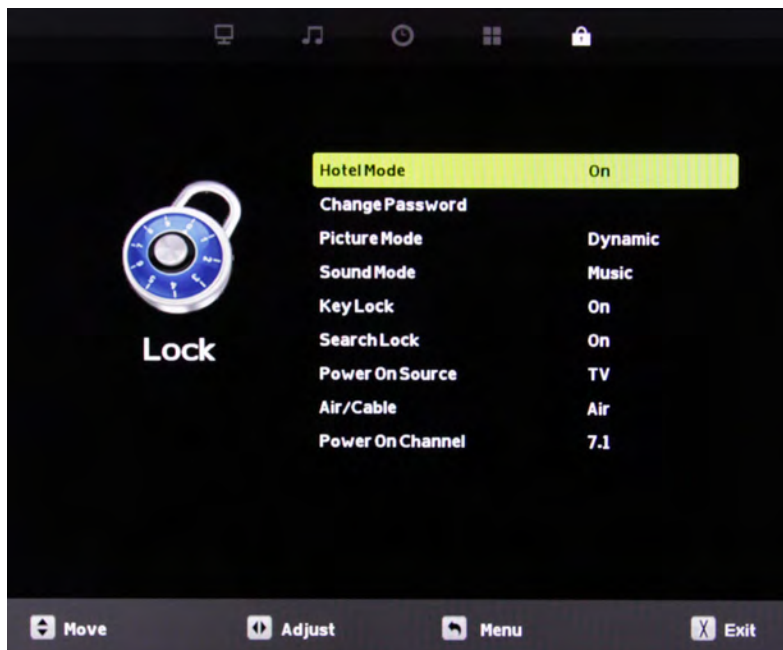 Hotel Mode On
Change Password
Picture Mode Dynamic
Sound Mode Music
Key Lock On
Search Lock On
Power On Source TV
Air/Cable Air
Power On Channel 7.1
Lock
Move Adjust Menu X Exit